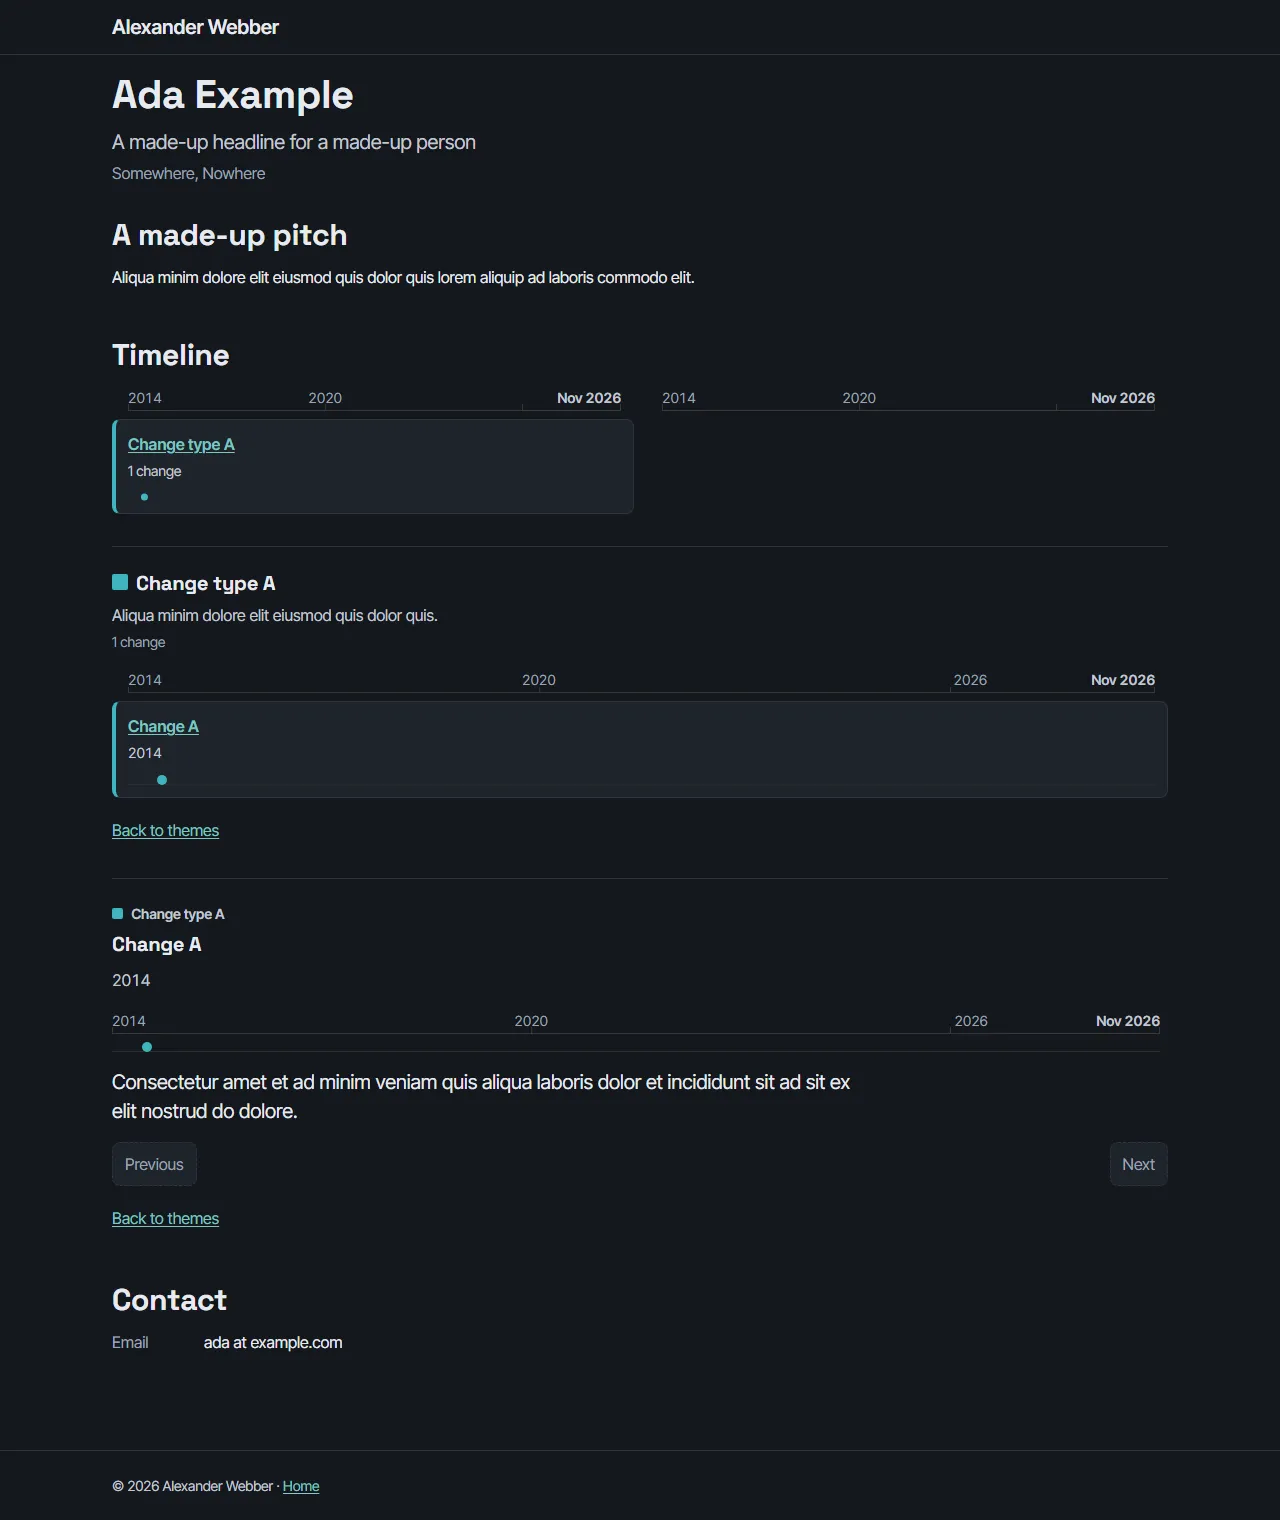 Alexander Webber
Ada Example
A made-up headline for a made-up person
Somewhere, Nowhere
A made-up pitch
Aliqua minim dolore elit eiusmod quis dolor quis lorem aliquip ad laboris commodo elit.
Timeline
2014 2020 Nov 2026 2014 2020 Nov 2026
Change type A
1 change
Change type A
Aliqua minim dolore elit eiusmod quis dolor quis.
1 change
2014 2020 2026 Nov 2026
Change A
2014
Back to themes
Change type A
Change A
2014
2014 2020 2026 Nov 2026
Consectetur amet et ad minim veniam quis aliqua laboris dolor et incididunt sit ad sit ex
elit nostrud do dolore.
Previous Next
Back to themes
Contact
Email ada at example.com
© 2026 Alexander Webber · Home